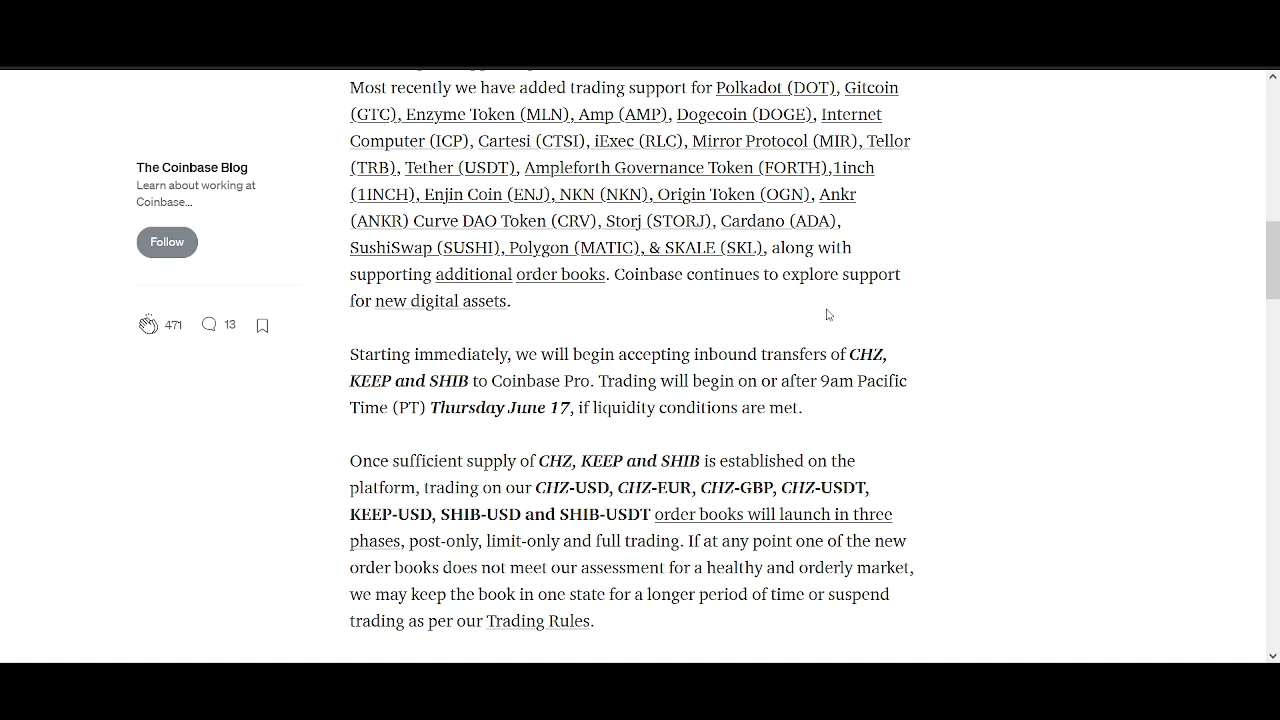 Most recently we have added trading support for Polkadot (DOT), Gitcoin
(GTC), Enzyme Token (MLN), Amp (AMP), Dogecoin (DOGE), Internet
Computer (ICP), Cartesi (CTSI), iExec (RLC), Mirror Protocol (MIR), Tellor
(TRB), Tether (USDT), Ampleforth Governance Token (FORTH),1inch
(1INCH), Enjin Coin (ENJ), NKN (NKN), Origin Token (OGN), Ankr
(ANKR) Curve DAO Token (CRV), Storj (STORJ), Cardano (ADA),
SushiSwap (SUSHI), Polygon (MATIC), & SKALE (SKL), along with
supporting additional order books. Coinbase continues to explore support
for new digital assets.
The Coinbase Blog
Learn about working at
Coinbase...
Follow
471 13
Starting immediately, we will begin accepting inbound transfers of CHZ,
KEEP and SHIB to Coinbase Pro. Trading will begin on or after 9am Pacific
Time (PT) Thursday June 17, if liquidity conditions are met.
Once sufficient supply of CHZ, KEEP and SHIB is established on the
platform, trading on our CHZ-USD, CHZ-EUR, CHZ-GBP, CHZ-USDT,
KEEP-USD, SHIB-USD and SHIB-USDT order books will launch in three
phases, post-only, limit-only and full trading. If at any point one of the new
order books does not meet our assessment for a healthy and orderly market,
we may keep the book in one state for a longer period of time or suspend
trading as per our Trading Rules.